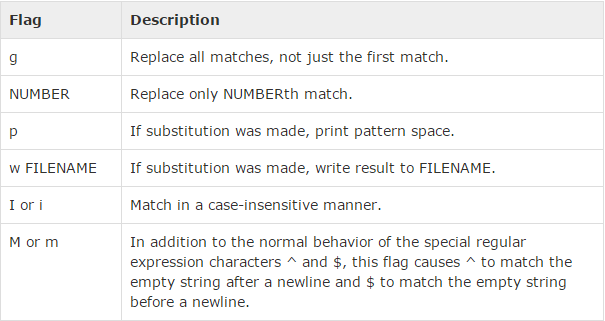 Flag Description
g Replace all matches, not just the first match.
NUMBER Replace only NUMBERth match.
p If substitution was made, print pattern space.
w FILENAME If substitution was made, write result to FILENAME.
I or i Match in a case-insensitive manner.
M or m In addition to the normal behavior of the special regular
expression characters ^ and $, this flag causes ^ to match the
empty string after a newline and $ to match the empty string
before a newline.